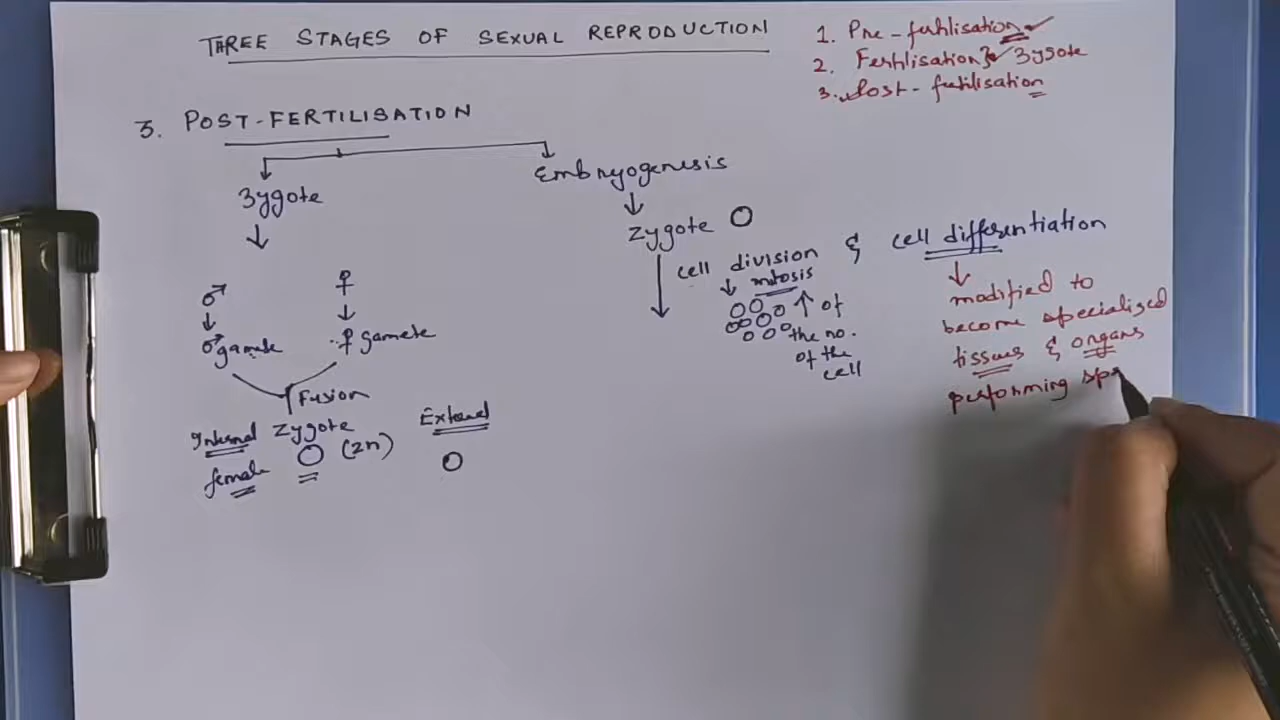 THREE STAGES OF SEXUAL REPRODUCTION
1. Pre-fertilisation ✓
2. Fertilisation } ✓ Zygote
3. Post-fertilisation
3. POST-FERTILISATION
Zygote
♂ ♀
♂gamete ♀gamete
Fusion
Internal Zygote External
female (2n)
Embryogenesis
Zygote
cell division & cell differentiation
mitosis
↑ of
the no.
of the
cell
modified to
become specialized
tissues & organs
performing spe